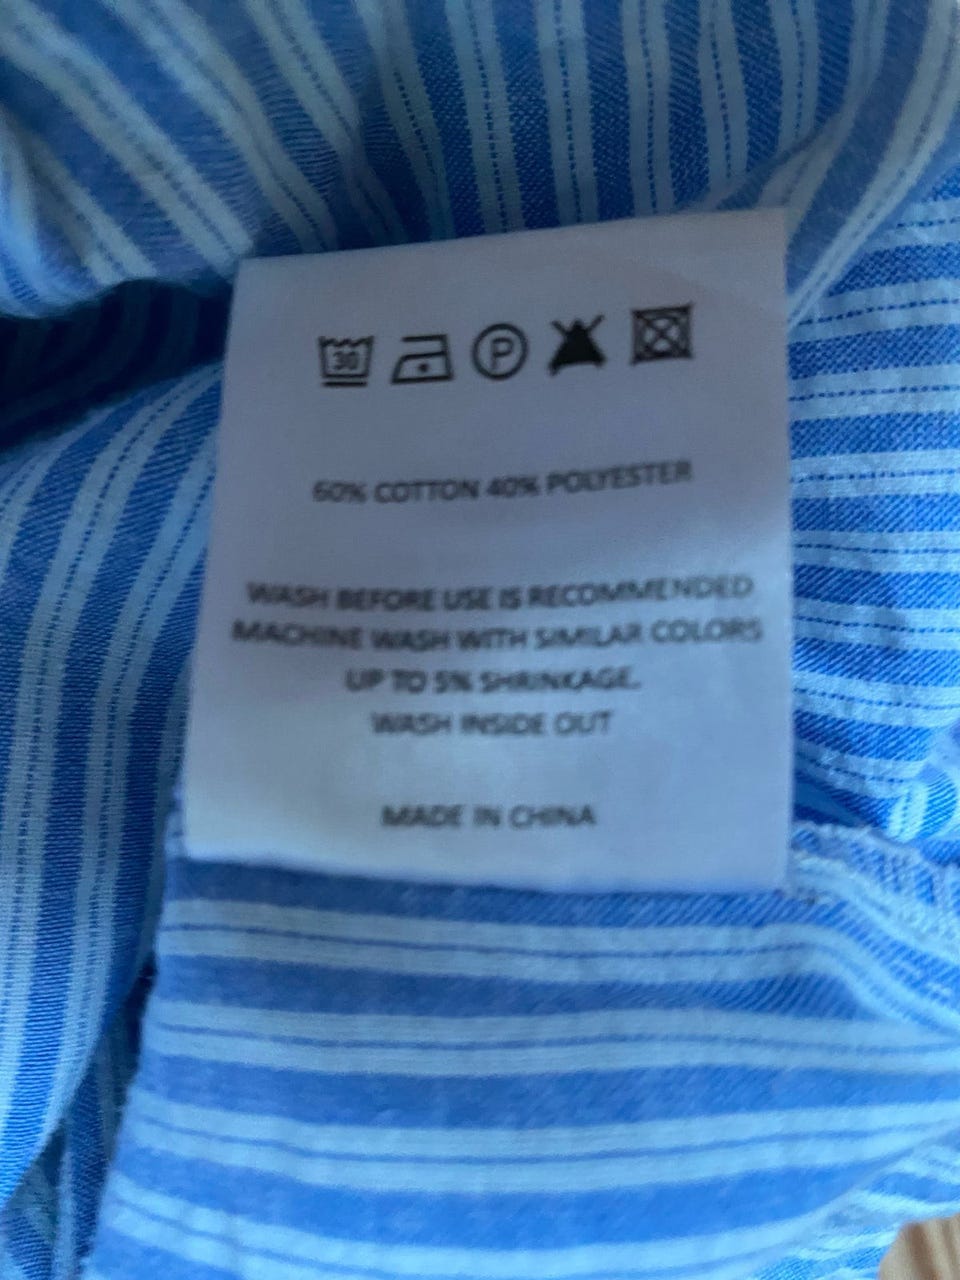 30 P
60% COTTON 40% POLYESTER
WASH BEFORE USE IS RECOMMENDED
MACHINE WASH WITH SIMILAR COLORS
UP TO 5% SHRINKAGE.
WASH INSIDE OUT
MADE IN CHINA